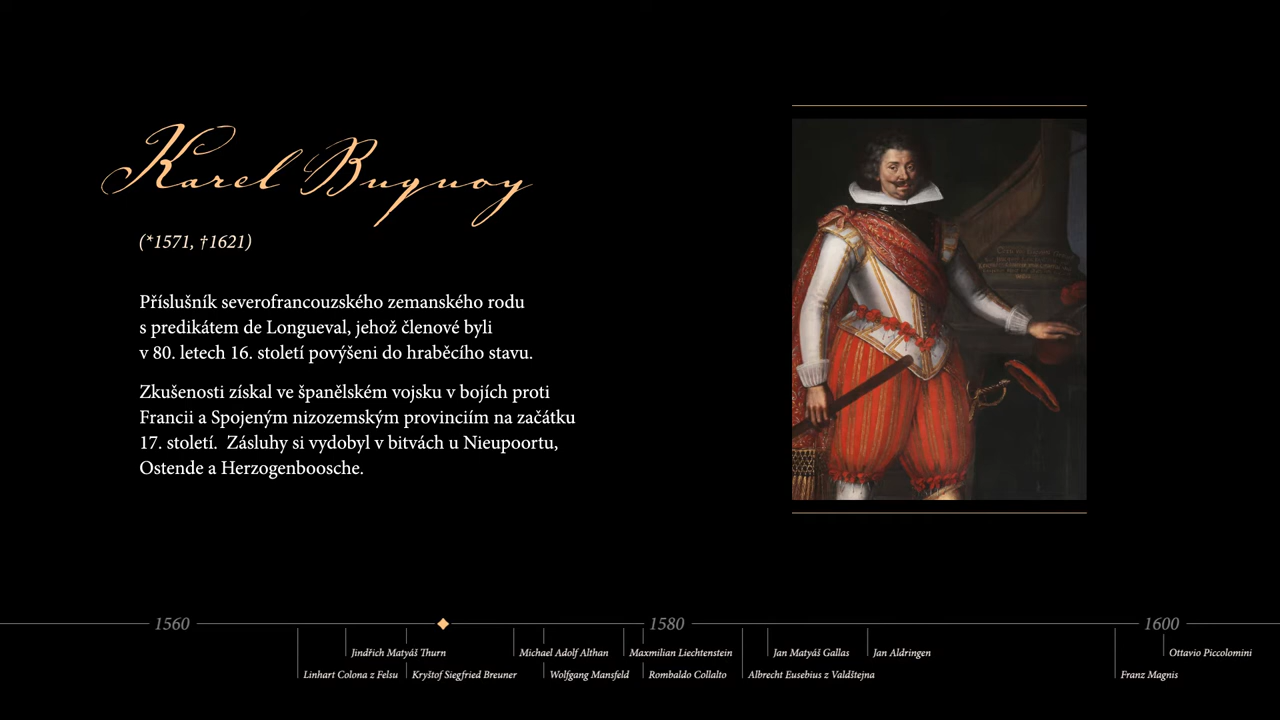 Karel Buquoy
(*1571, †1621)
Příslušník severofrancouzského zemanského rodu
s predikátem de Longueval, jehož členové byli
v 80. letech 16. století povýšeni do hraběcího stavu.
Zkušenosti získal ve španělském vojsku v bojích proti
Francii a Spojeným nizozemským provinciím na začátku
17. století.  Zásluhy si vydobyl v bitvách u Nieupoortu,
Ostende a Herzogenboosche.
1560
1580
1600
Jindřich Matyáš Thurn
Michael Adolf Althan
Maxmilian Liechtenstein
Jan Matyáš Gallas
Jan Aldringen
Ottavio Piccolomini
Linhart Colona z Felsu
Kryštof Siegfried Breuner
Wolfgang Mansfeld
Rombaldo Collalto
Albrecht Eusebius z Valdštejna
Franz Magnis